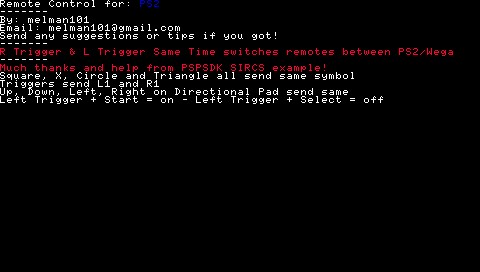 Remote Control for: PS2
-------
By: melman101
Email: melman101@gmail.com
Send any suggestions or tips if you got!
-------
R Trigger & L Trigger Same Time switches remotes between PS2/Wega
-------
Much thanks and help from PSPSDK SIRCS example!
Square, X, Circle and Triangle all send same symbol
Triggers send L1 and R1
Up, Down, Left, Right on Directional Pad send same
Left Trigger + Start = on - Left Trigger + Select = off